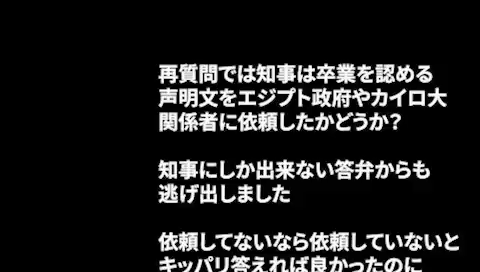 再質問では知事は卒業を認める
声明文をエジプト政府やカイロ大
関係者に依頼したかどうか?
知事にしか出来ない答弁からも
逃げ出しました
依頼してないなら依頼していないと
キッパリ答えれば良かったのに